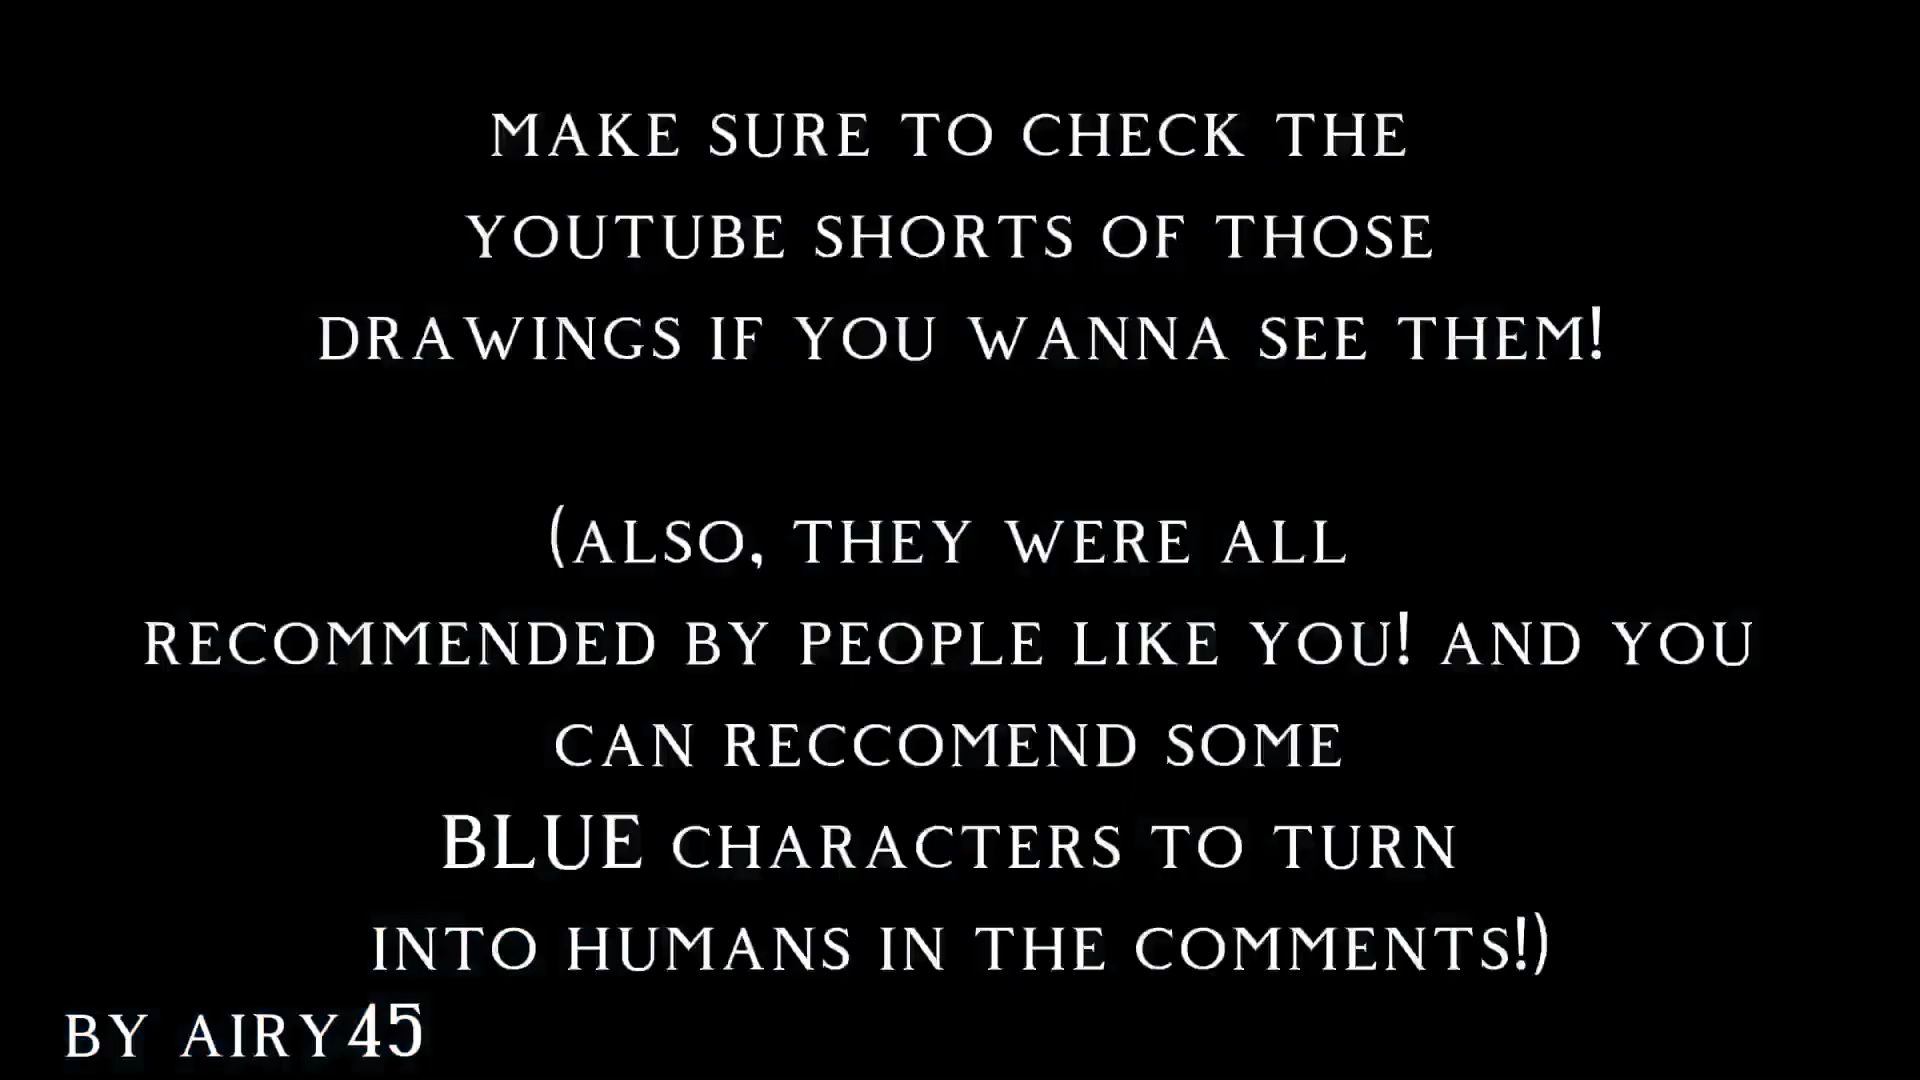 MAKE SURE TO CHECK THE
YOUTUBE SHORTS OF THOSE
DRAWINGS IF YOU WANNA SEE THEM!
(ALSO, THEY WERE ALL
RECOMMENDED BY PEOPLE LIKE YOU! AND YOU
CAN RECCOMEND SOME
BLUE CHARACTERS TO TURN
INTO HUMANS IN THE COMMENTS!)
BY AIRY45